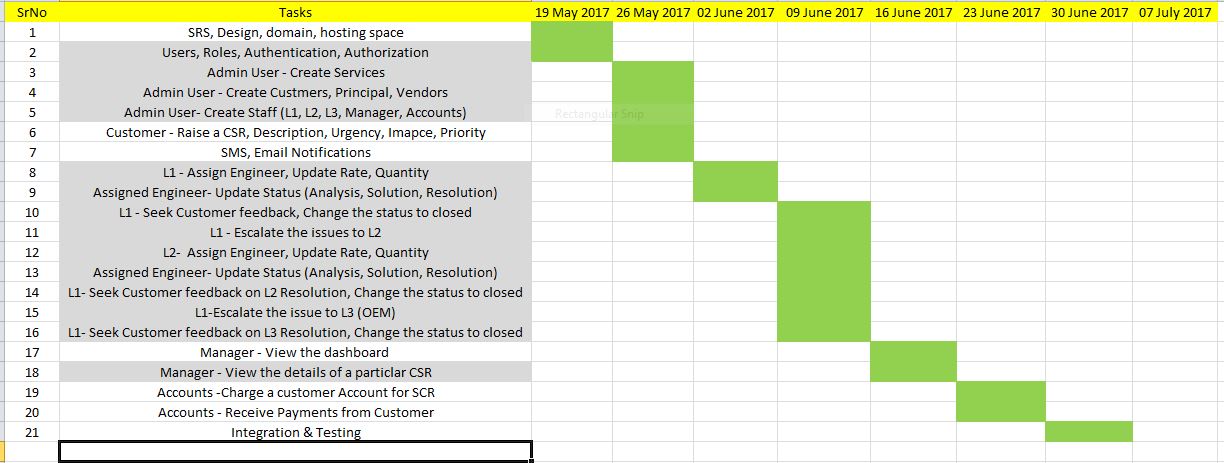 SrNo Tasks 19 May 2017 26 May 2017 02 June 2017 09 June 2017 16 June 2017 23 June 2017 30 June 2017 07 July 2017
1 SRS, Design, domain, hosting space
2 Users, Roles, Authentication, Authorization
3 Admin User - Create Services
4 Admin User - Create Custmers, Principal, Vendors
5 Admin User- Create Staff (L1, L2, L3, Manager, Accounts) Rectangular Snip
6 Customer - Raise a CSR, Description, Urgency, Imapce, Priority
7 SMS, Email Notifications
8 L1 - Assign Engineer, Update Rate, Quantity
9 Assigned Engineer- Update Status (Analysis, Solution, Resolution)
10 L1 - Seek Customer feedback, Change the status to closed
11 L1 - Escalate the issues to L2
12 L2- Assign Engineer, Update Rate, Quantity
13 Assigned Engineer- Update Status (Analysis, Solution, Resolution)
14 L1- Seek Customer feedback on L2 Resolution, Change the status to closed
15 L1-Escalate the issue to L3 (OEM)
16 L1- Seek Customer feedback on L3 Resolution, Change the status to closed
17 Manager - View the dashboard
18 Manager - View the details of a particlar CSR
19 Accounts -Charge a customer Account for SCR
20 Accounts - Receive Payments from Customer
21 Integration & Testing